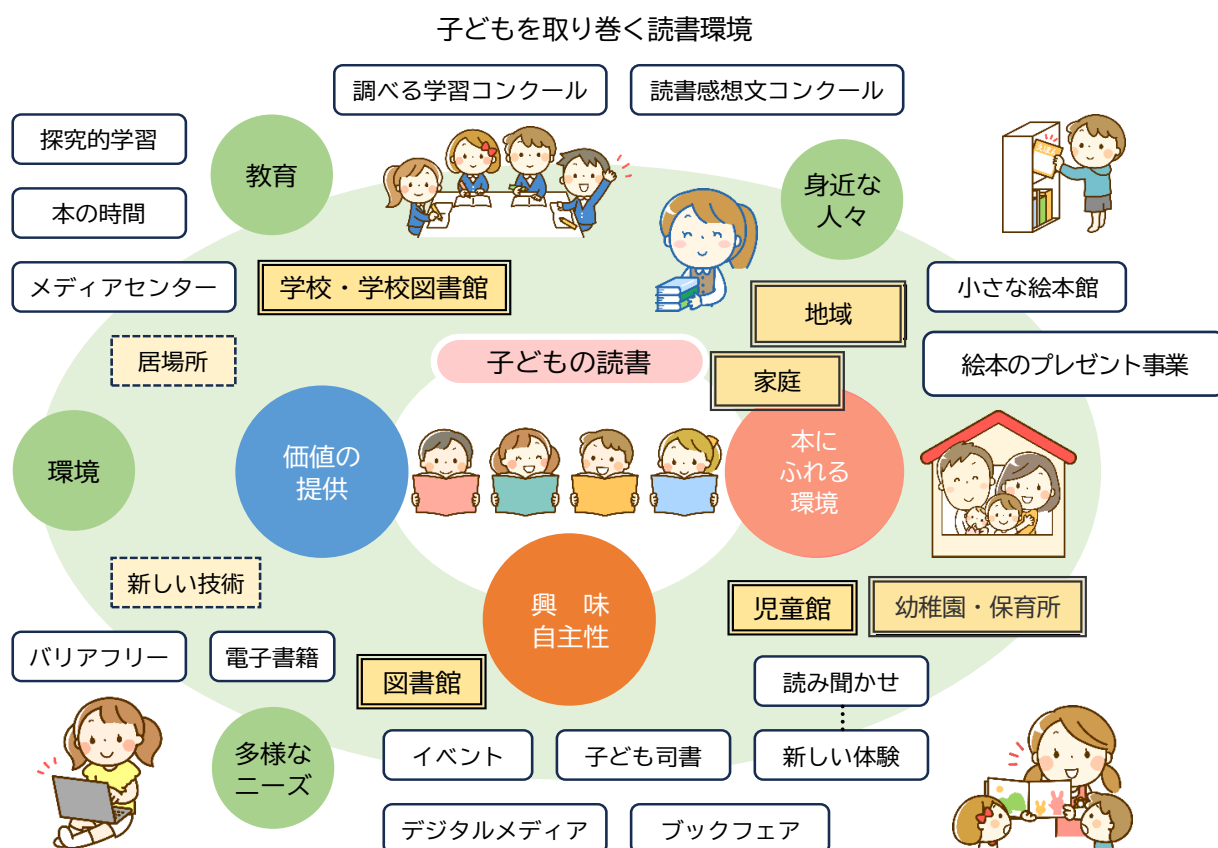 子どもを取り巻く読書環境
調べる学習コンクール
読書感想文コンクール
探究的学習
教育
身近な
人々
本の時間
メディアセンター
学校・学校図書館
小さな絵本館
地域
居場所
子どもの読書
家庭
絵本のプレゼント事業
環境
価値の
提供
本に
ふれる
環境
新しい技術
興　味
自主性
児童館
幼稚園・保育所
バリアフリー
電子書籍
図書館
読み聞かせ
多様な
ニーズ
イベント
子ども司書
新しい体験
デジタルメディア
ブックフェア